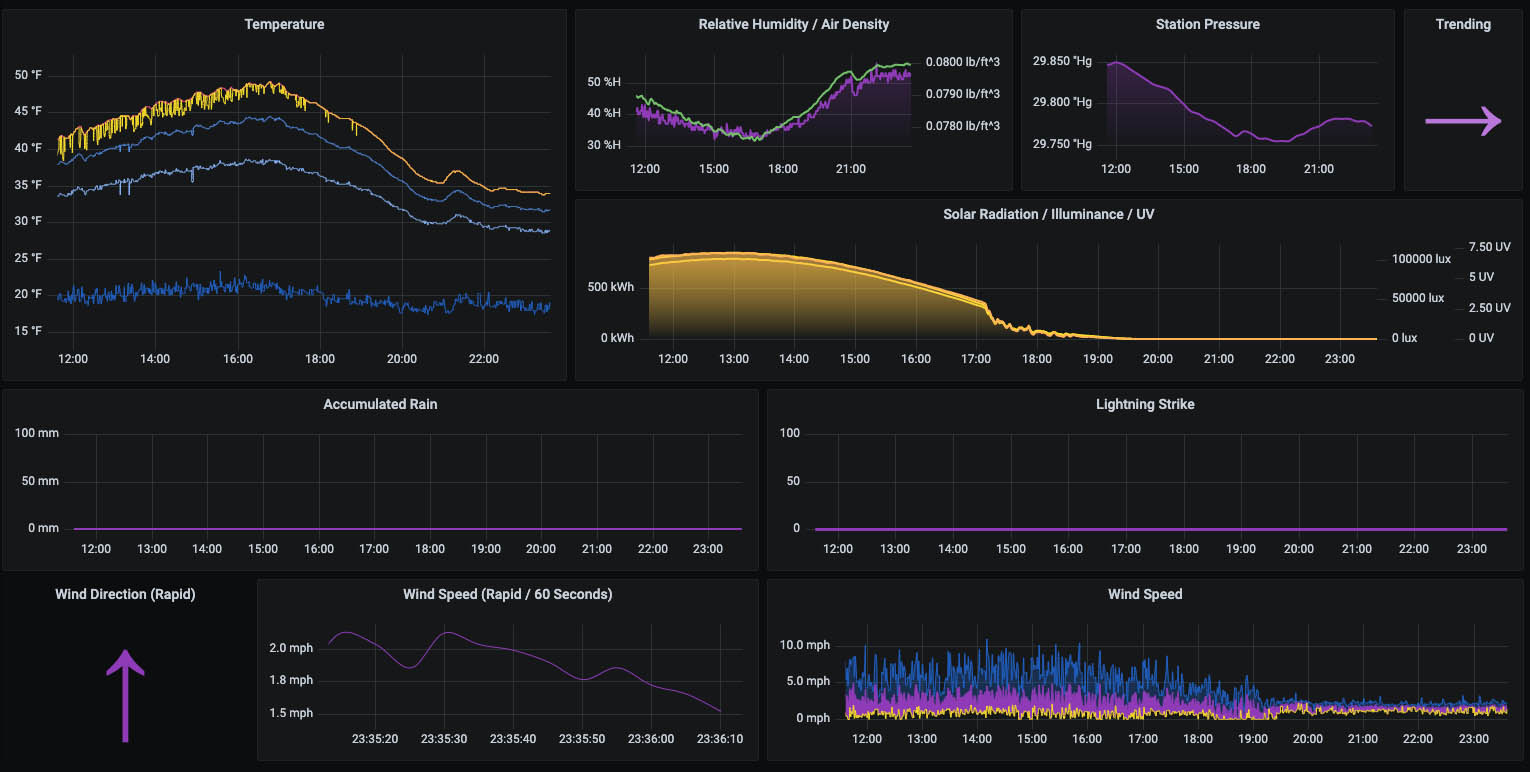 Temperature
50 °F
45 °F
40 °F
35 °F
30 °F
25 °F
20 °F
15 °F
12:00 14:00 16:00 18:00 20:00 22:00
Relative Humidity / Air Density
50 %H
40 %H
30 %H
0.0800 lb/ft^3
0.0790 lb/ft^3
0.0780 lb/ft^3
12:00 15:00 18:00 21:00
Station Pressure
29.850 "Hg
29.800 "Hg
29.750 "Hg
12:00 15:00 18:00 21:00
Trending
Solar Radiation / Illuminance / UV
500 kWh
0 kWh
100000 lux
50000 lux
0 lux
7.50 UV
5 UV
2.50 UV
0 UV
12:00 13:00 14:00 15:00 16:00 17:00 18:00 19:00 20:00 21:00 22:00 23:00
Accumulated Rain
100 mm
50 mm
0 mm
12:00 13:00 14:00 15:00 16:00 17:00 18:00 19:00 20:00 21:00 22:00 23:00
Lightning Strike
100
50
0
12:00 13:00 14:00 15:00 16:00 17:00 18:00 19:00 20:00 21:00 22:00 23:00
Wind Direction (Rapid)
Wind Speed (Rapid / 60 Seconds)
2.0 mph
1.8 mph
1.5 mph
23:35:20 23:35:30 23:35:40 23:35:50 23:36:00 23:36:10
Wind Speed
10.0 mph
5.0 mph
0 mph
12:00 13:00 14:00 15:00 16:00 17:00 18:00 19:00 20:00 21:00 22:00 23:00